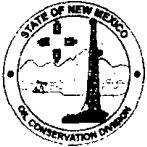 STATE OF NEW MEXICO
OIL CONSERVATION DIVISION